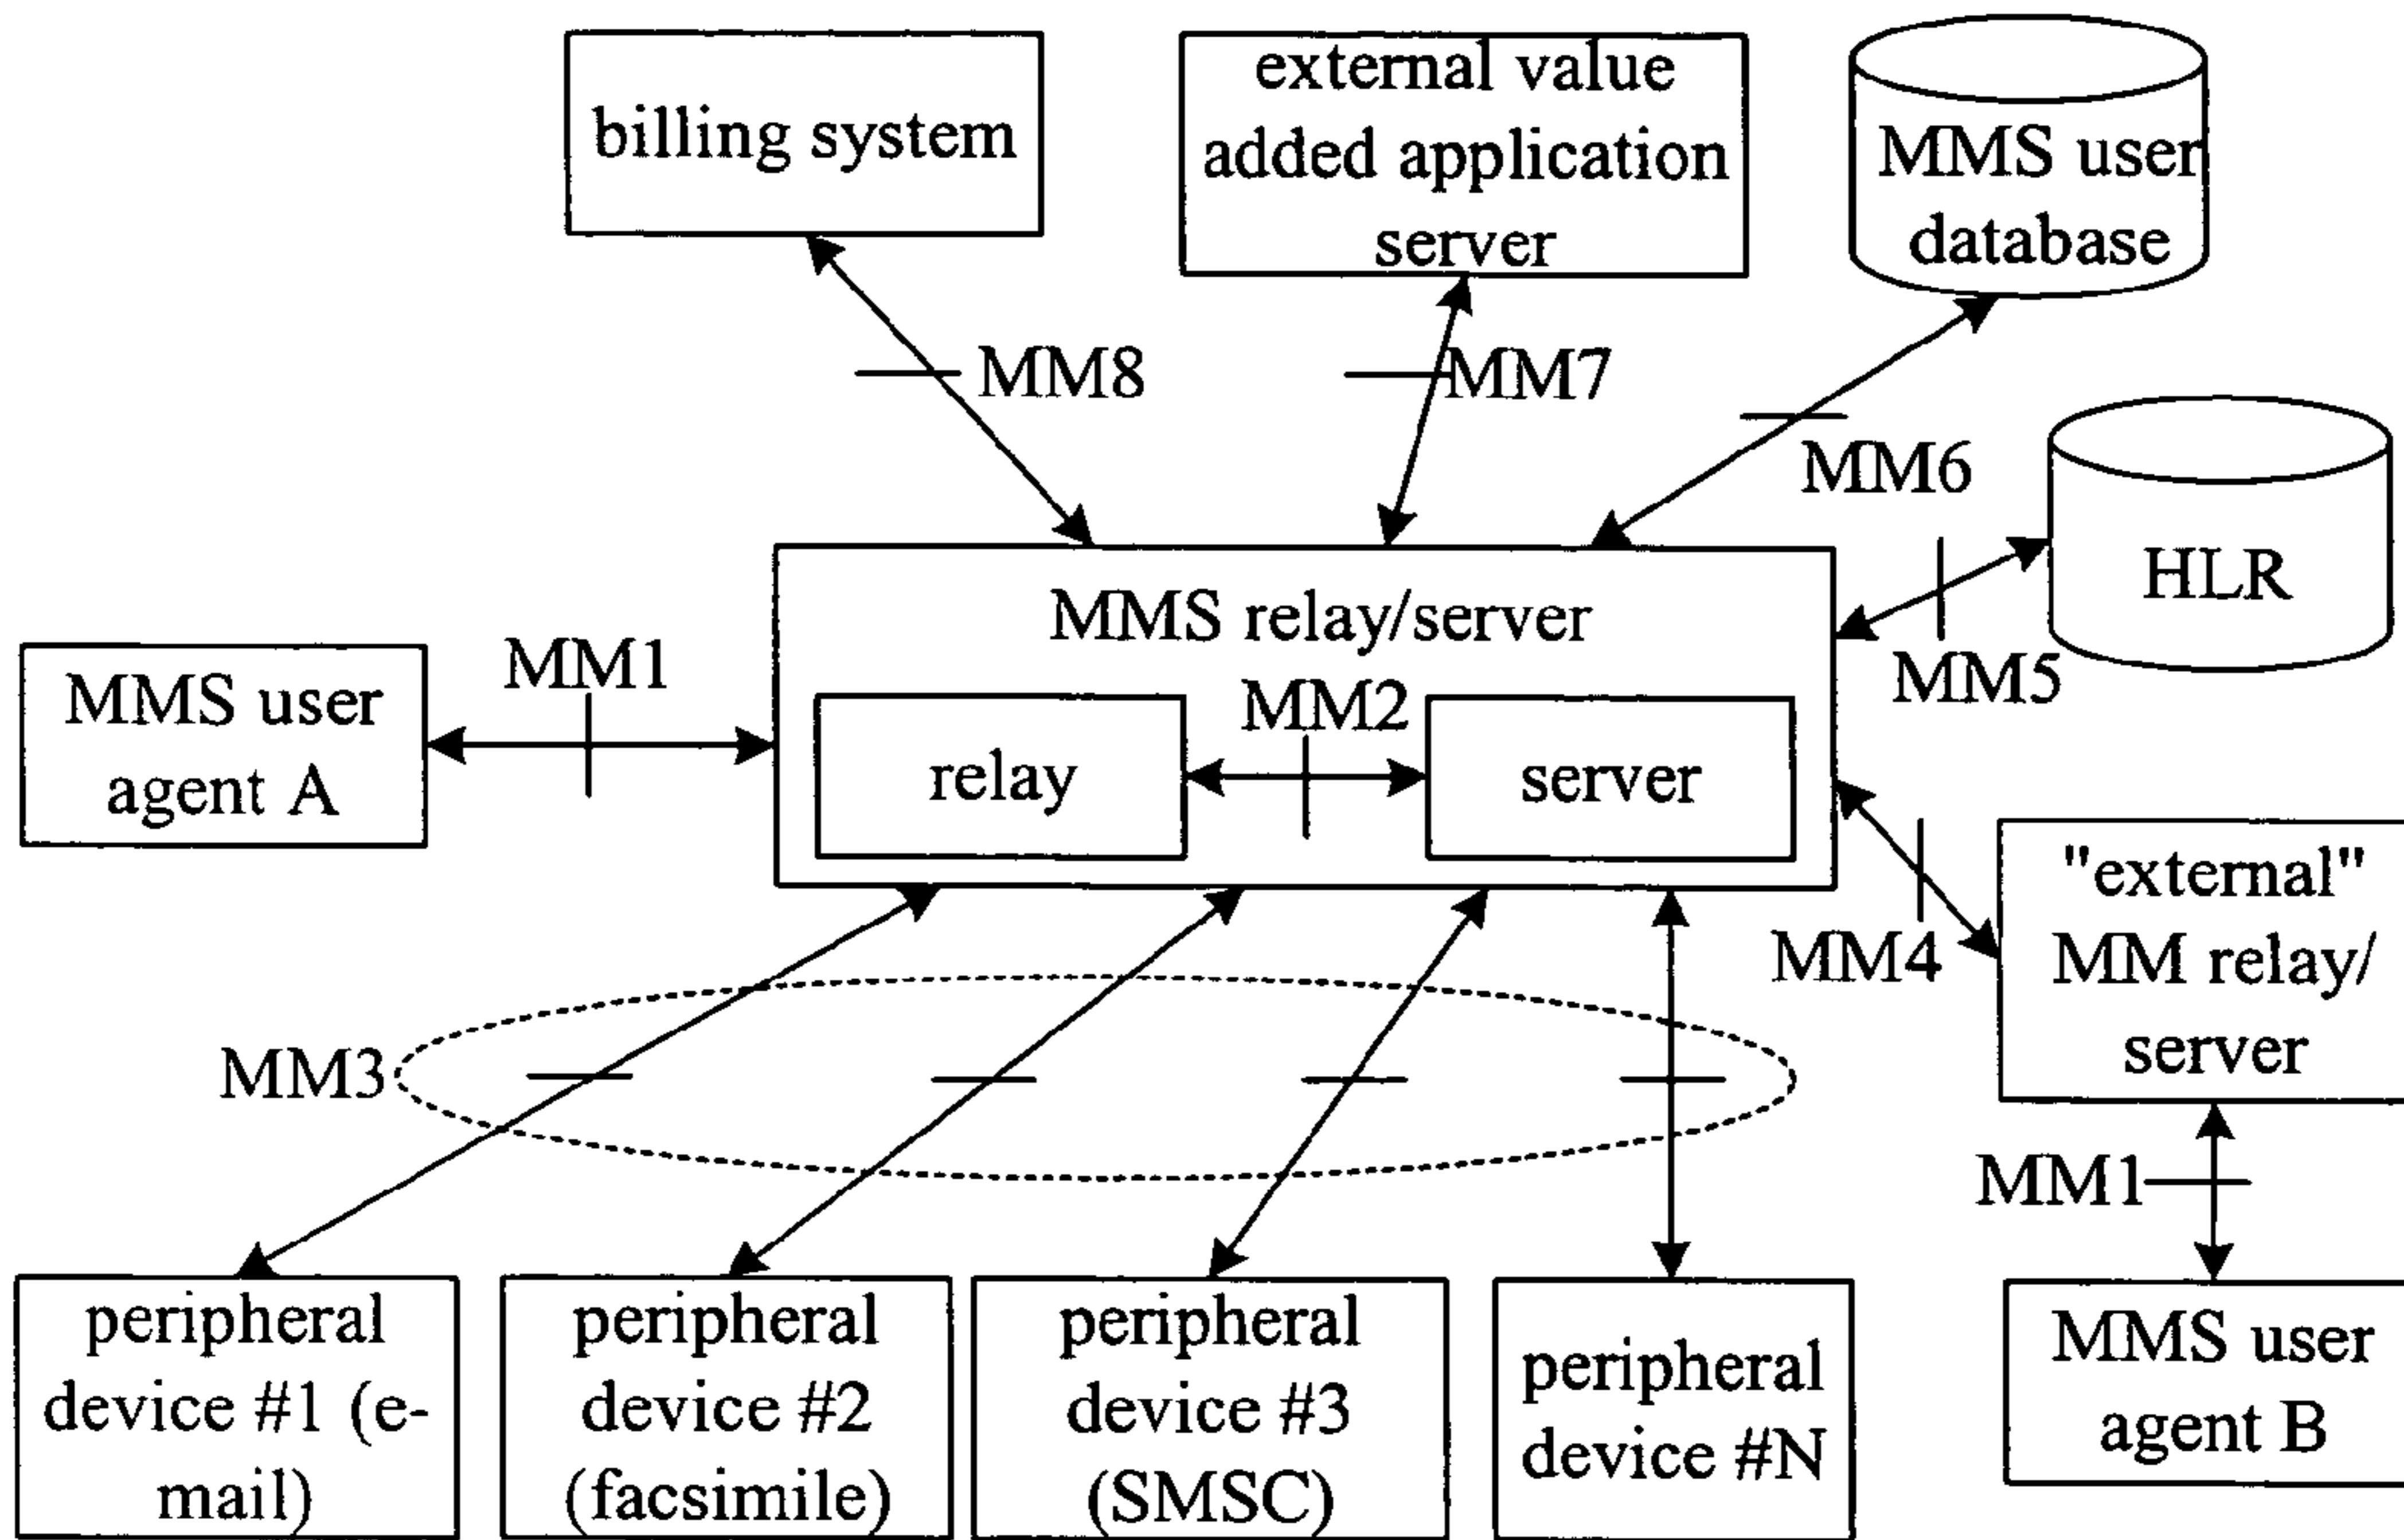 billing system
external value
added application
server
MMS user
database
MM8
MM7
MM6
HLR
MM5
MMS relay/server
MM1
MMS user
agent A
MM2
relay
server
MM4
"external"
MM relay/
server
MM3
MM1
peripheral
device #1 (e-
mail)
peripheral
device #2
(facsimile)
peripheral
device #3
(SMSC)
peripheral
device #N
MMS user
agent B